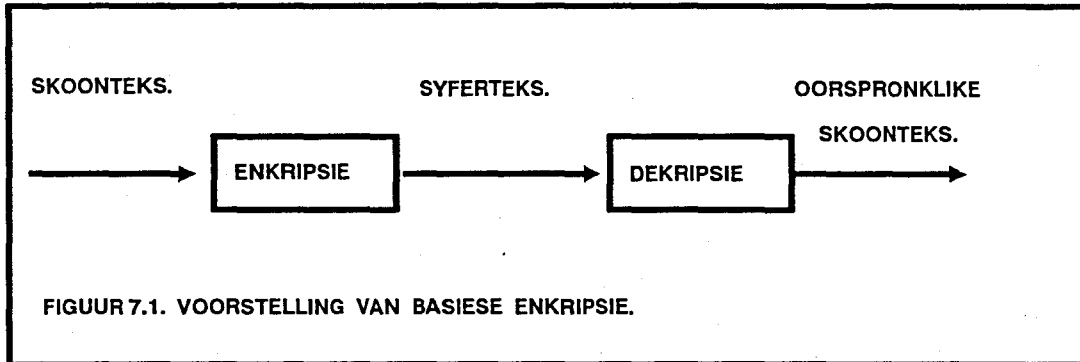 SKOONTEKS.
SYFERTEKS.
OORSPRONKLIKE
SKOONTEKS.
ENKRIPSIE
DEKRIPSIE
FIGUUR 7.1. VOORSTELLING VAN BASIESE ENKRIPSIE.